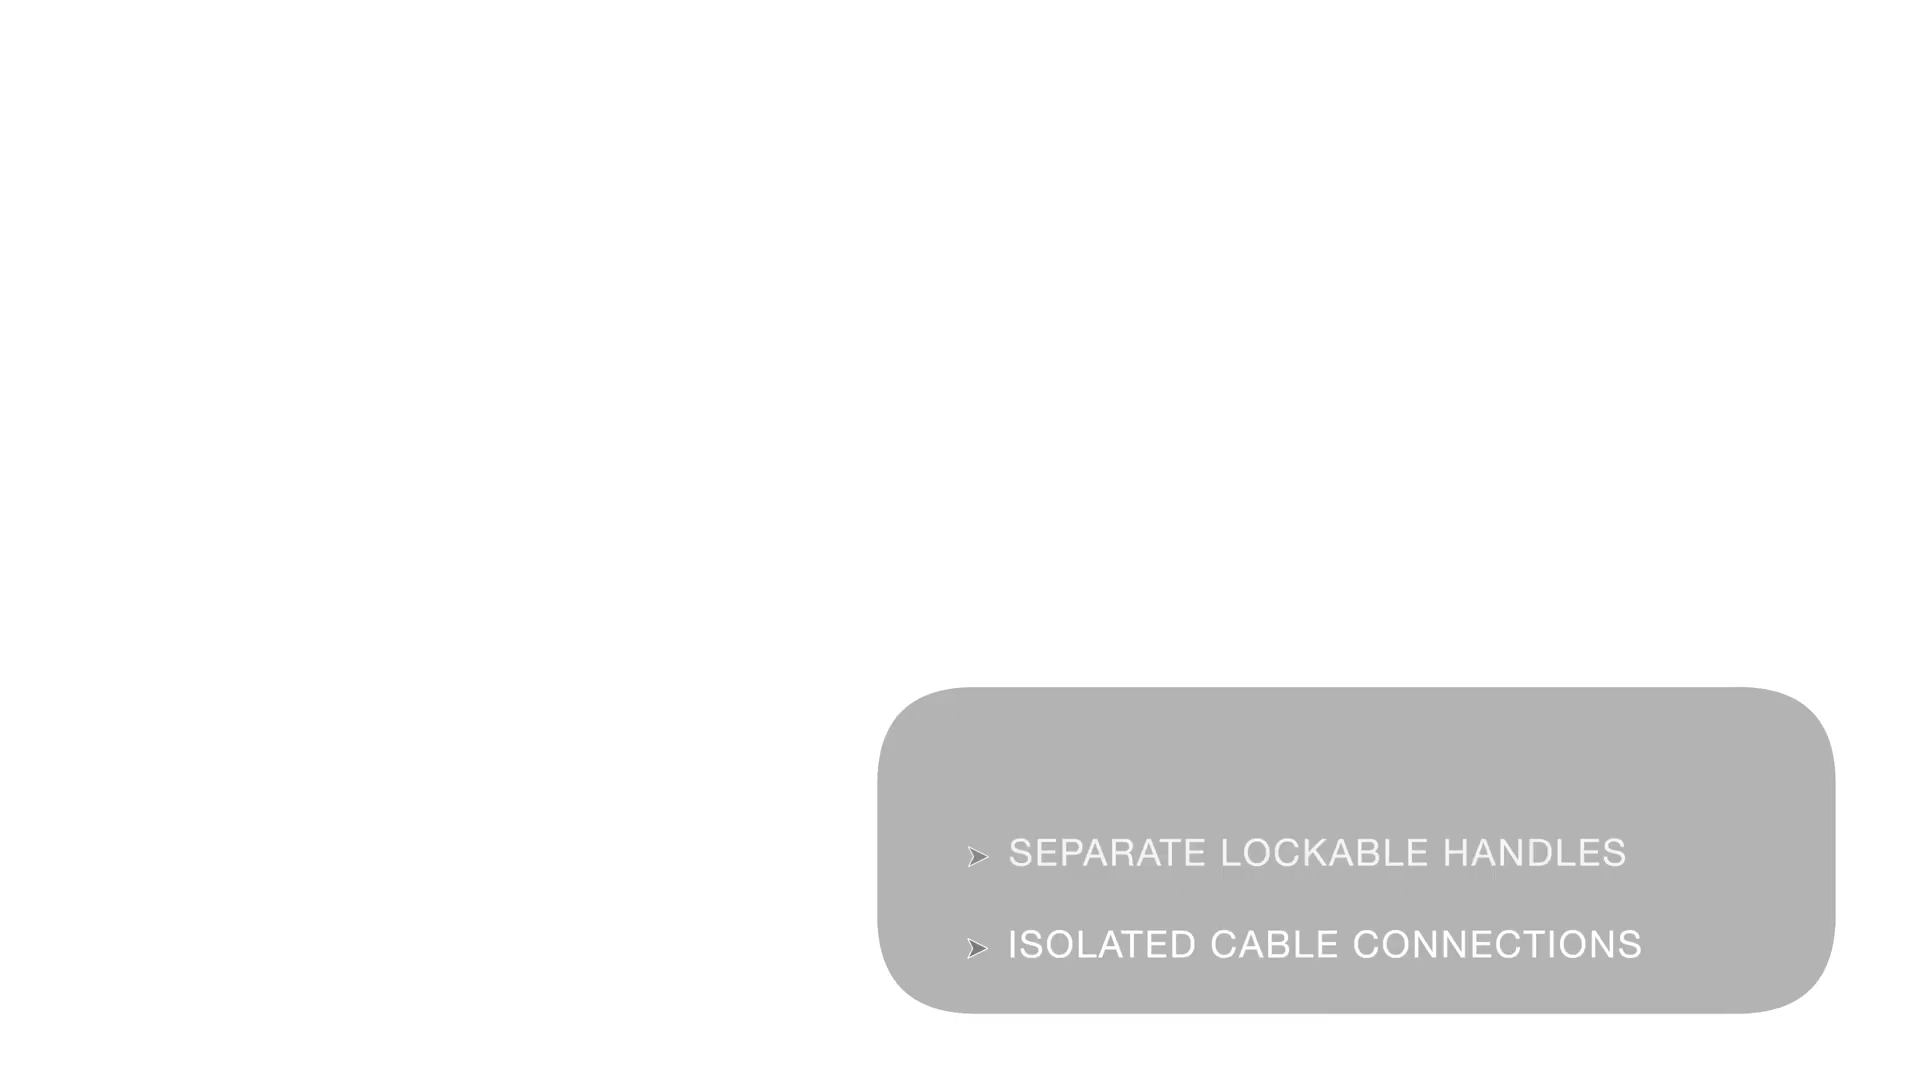 ➤ SEPARATE LOCKABLE HANDLES
➤ ISOLATED CABLE CONNECTIONS